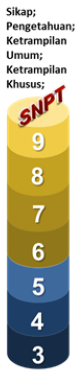 Sikap;
Pengetahuan;
Ketrampilan
Umum;
Ketrampilan
Khusus;
SNPT
9
8
7
6
5
4
3